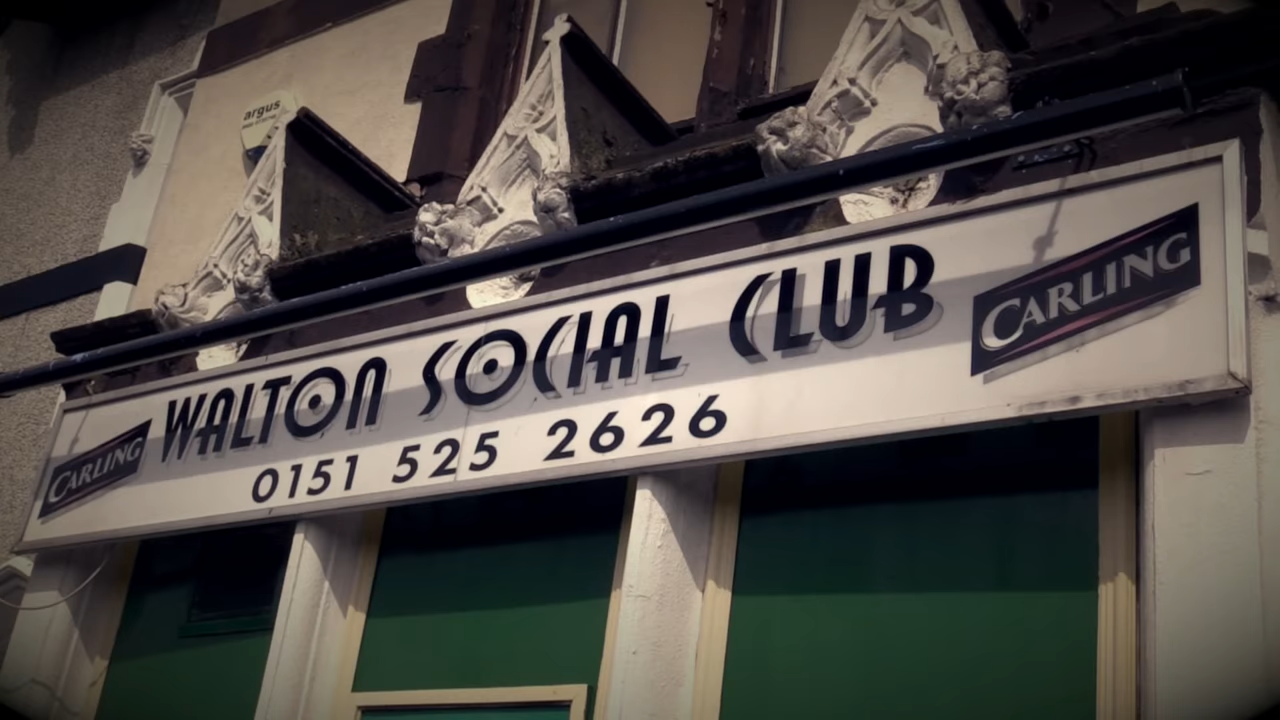 argus
WALTON SOCIAL CLUB
CARLING
0151 525 2626
CARLING